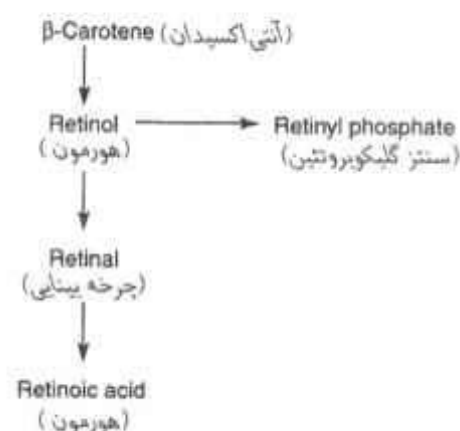 β-Carotene (آنتی اکسیدان)
Retinol
(هورمون)
Retinyl phosphate
(سنتز گلیکوپروتئین)
Retinal
(چرخه بینایی)
Retinoic acid
(هورمون)